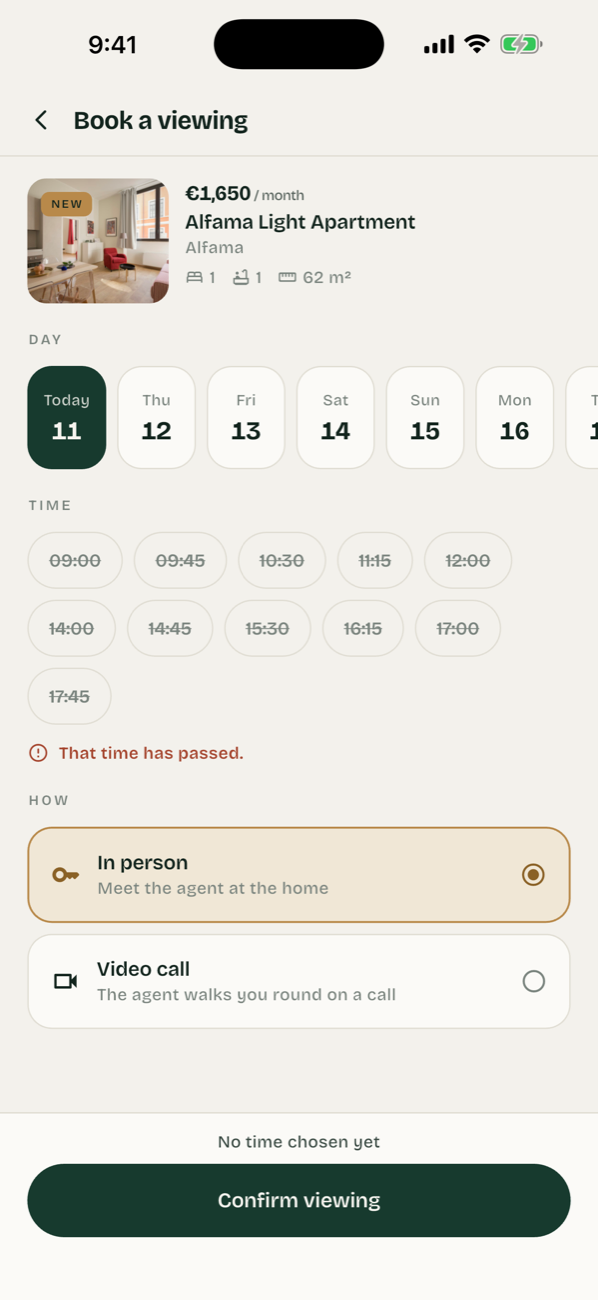 9:41
Book a viewing
NEW
€1,650 / month
Alfama Light Apartment
Alfama
1 1 62 m²
DAY
Today Thu Fri Sat Sun Mon
11 12 13 14 15 16
TIME
09:00 09:45 10:30 11:15 12:00
14:00 14:45 15:30 16:15 17:00
17:45
That time has passed.
HOW
In person
Meet the agent at the home
Video call
The agent walks you round on a call
No time chosen yet
Confirm viewing